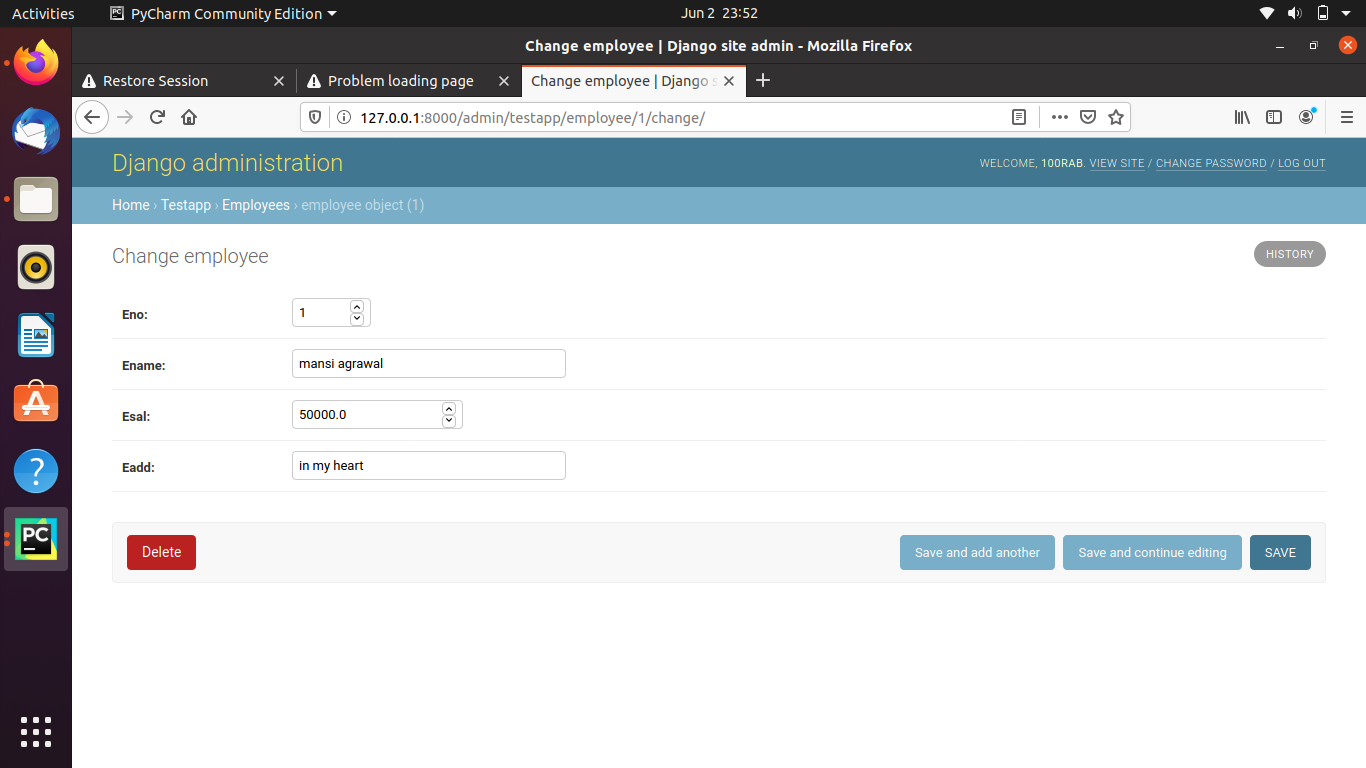 Activities PyCharm Community Edition Jun 2 23:52
Change employee | Django site admin - Mozilla Firefox
Restore Session Problem loading page Change employee | Django s
127.0.0.1:8000/admin/testapp/employee/1/change/
Django administration WELCOME, 100RAB. VIEW SITE / CHANGE PASSWORD / LOG OUT
Home › Testapp › Employees › employee object (1)
Change employee HISTORY
Eno: 1
Ename: mansi agrawal
Esal: 50000.0
Eadd: in my heart
Delete Save and add another Save and continue editing SAVE
PC